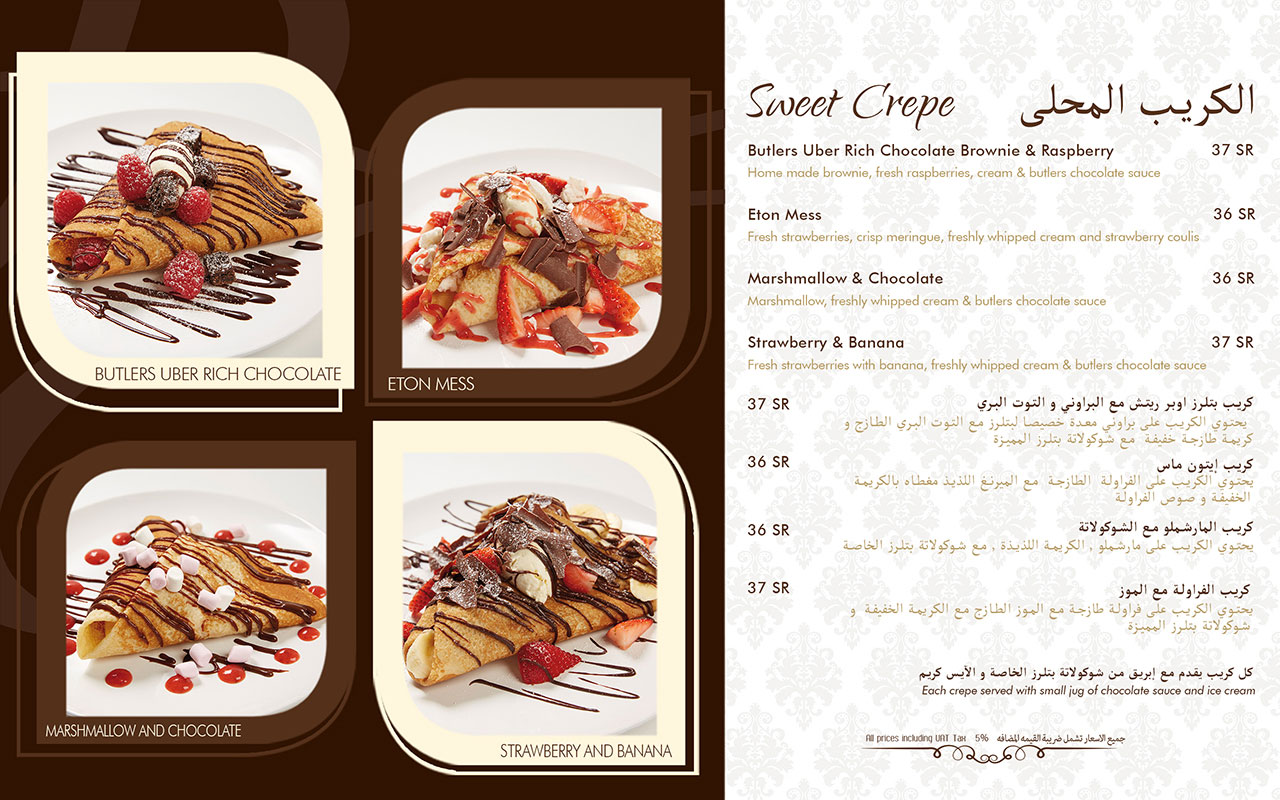 BUTLERS UBER RICH CHOCOLATE
ETON MESS
MARSHMALLOW AND CHOCOLATE
STRAWBERRY AND BANANA
Sweet Crepe الكريب المحلى
Butlers Uber Rich Chocolate Brownie & Raspberry 37 SR
Home made brownie, fresh raspberries, cream & butlers chocolate sauce
Eton Mess 36 SR
Fresh strawberries, crisp meringue, freshly whipped cream and strawberry coulis
Marshmallow & Chocolate 36 SR
Marshmallow, freshly whipped cream & butlers chocolate sauce
Strawberry & Banana 37 SR
Fresh strawberries with banana, freshly whipped cream & butlers chocolate sauce
كريب بتلرز اوبر ريتش مع البراوني و التوت البري 37 SR
يحتوي الكريب على براوني معدة خصيصا لبتلرز مع التوت البري الطازج و
كريمة طازجة خفيفة مع شوكولاتة بتلرز المميزة
كريب إيتون ماس 36 SR
يحتوي الكريب على الفراولة الطازجة مع الميرنغ اللذيذ مغطاه بالكريمة
الخفيفة و صوص الفراولة
كريب المارشملو مع الشوكولاتة 36 SR
يحتوي الكريب على مارشملو , الكريمة اللذيذة , مع شوكولاتة بتلرز الخاصة
كريب الفراولة مع الموز 37 SR
يحتوي الكريب على فراولة طازجة مع الموز الطازج مع الكريمة الخفيفة و
شوكولاتة بتلرز المميزة
كل كريب يقدم مع إبريق من شوكولاتة بتلرز الخاصة و الآيس كريم
Each crepe served with small jug of chocolate sauce and ice cream
All prices including VAT Tax 5% جميع الاسعار تشمل ضريبة القيمه المضافه